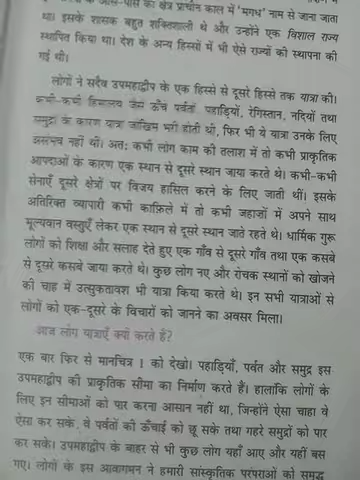 के आस-पास का क्षेत्र प्राचीन काल में 'मगध' नाम से जाना जाता
था। इसके शासक बहुत शक्तिशाली थे और उन्होंने एक विशाल राज्य
स्थापित किया था। देश के अन्य हिस्सों में भी ऐसे राज्यों की स्थापना की
गई थी।
लोगों ने सदैव उपमहाद्वीप के एक हिस्से से दूसरे हिस्से तक यात्रा की।
कभी-कभी हिमालय जैसे ऊँचे पर्वतों पहाड़ियों, रेगिस्तान, नदियों तथा
समुद्रों के कारण यात्रा जोखिम भरी होती थी, फिर भी ये यात्रा उनके लिए
असंभव नहीं थीं। अतः कभी लोग काम की तलाश में तो कभी प्राकृतिक
आपदाओं के कारण एक स्थान से दूसरे स्थान जाया करते थे। कभी-कभी
सेनाएँ दूसरे क्षेत्रों पर विजय हासिल करने के लिए जाती थीं। इसके
अतिरिक्त व्यापारी कभी काफ़िले में तो कभी जहाज़ों में अपने साथ
मूल्यवान वस्तुएँ लेकर एक स्थान से दूसरे स्थान जाते रहते थे। धार्मिक गुरू
लोगों को शिक्षा और सलाह देते हुए एक गाँव से दूसरे गाँव तथा एक कसबे
से दूसरे कसबे जाया करते थे। कुछ लोग नए और रोचक स्थानों को खोजने
की चाह में उत्सुकतावश भी यात्रा किया करते थे। इन सभी यात्राओं से
लोगों को एक-दूसरे के विचारों को जानने का अवसर मिला।
आज लोग यात्राएँ क्यों करते हैं?
एक बार फिर से मानचित्र 1 को देखो। पहाड़ियाँ, पर्वत और समुद्र इस
उपमहाद्वीप की प्राकृतिक सीमा का निर्माण करते हैं। हालांकि लोगों के
लिए इन सीमाओं को पार करना आसान नहीं था, जिन्होंने ऐसा चाहा वे
ऐसा कर सके, वे पर्वतों की ऊँचाई को छू सके तथा गहरे समुद्रों को पार
कर सके। उपमहाद्वीप के बाहर से भी कुछ लोग यहाँ आए और यहीं बस
गए। लोगों के इस आवागमन ने हमारी सांस्कृतिक परंपराओं को समृद्ध